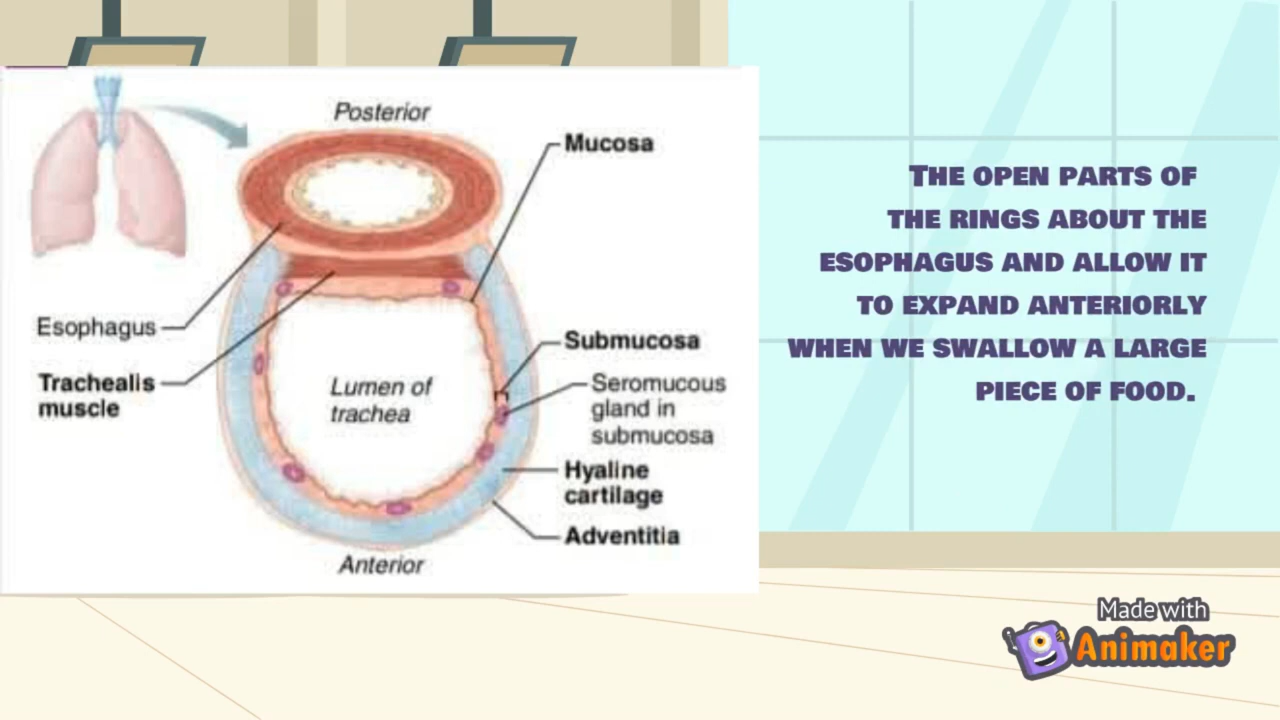 Posterior
Mucosa
Esophagus
Trachealis
muscle
Lumen of
trachea
Submucosa
Seromucous
gland in
submucosa
Hyaline
cartilage
Adventitia
Anterior
The open parts of
the rings about the
esophagus and allow it
to expand anteriorly
when we swallow a large
piece of food.
Made with
Animaker